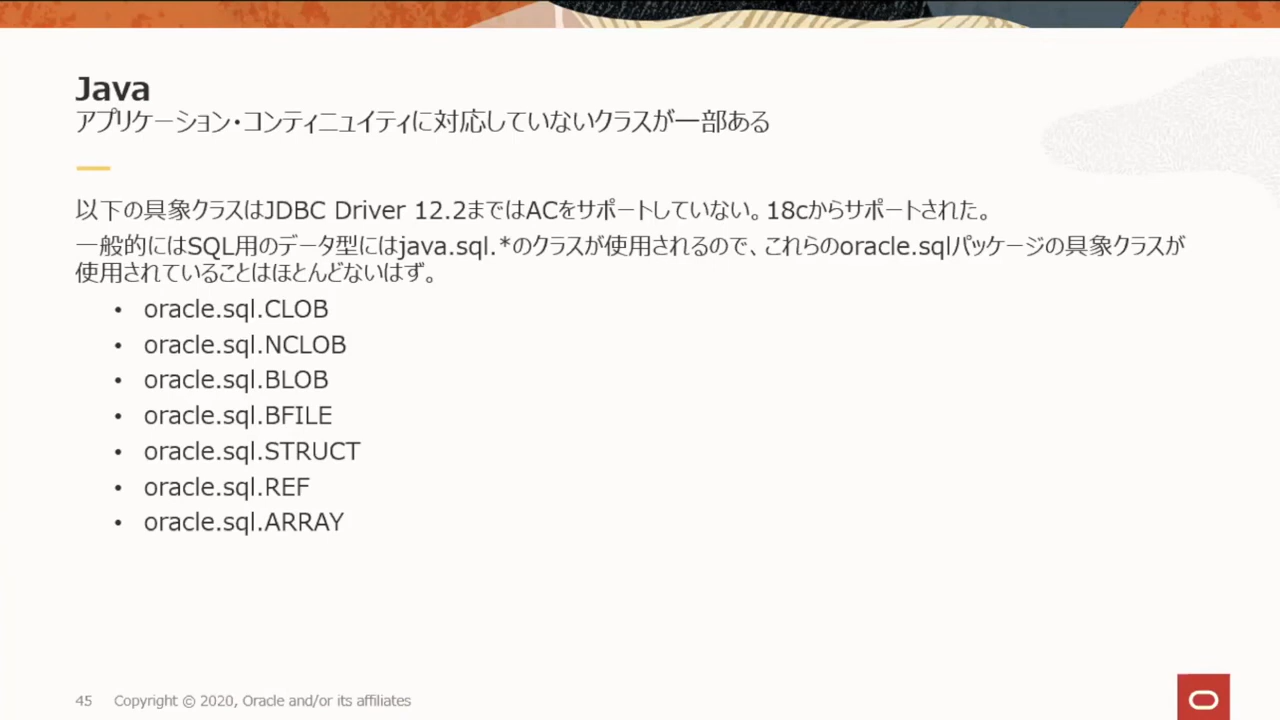 Java
アプリケーション・コンティニュイティに対応していないクラスが一部ある
以下の具象クラスはJDBC Driver 12.2まではACをサポートしていない。18cからサポートされた。
一般的にはSQL用のデータ型にはjava.sql.*のクラスが使用されるので、これらのoracle.sqlパッケージの具象クラスが
使用されていることはほとんどないはず。
• oracle.sql.CLOB
• oracle.sql.NCLOB
• oracle.sql.BLOB
• oracle.sql.BFILE
• oracle.sql.STRUCT
• oracle.sql.REF
• oracle.sql.ARRAY
45 Copyright © 2020, Oracle and/or its affiliates